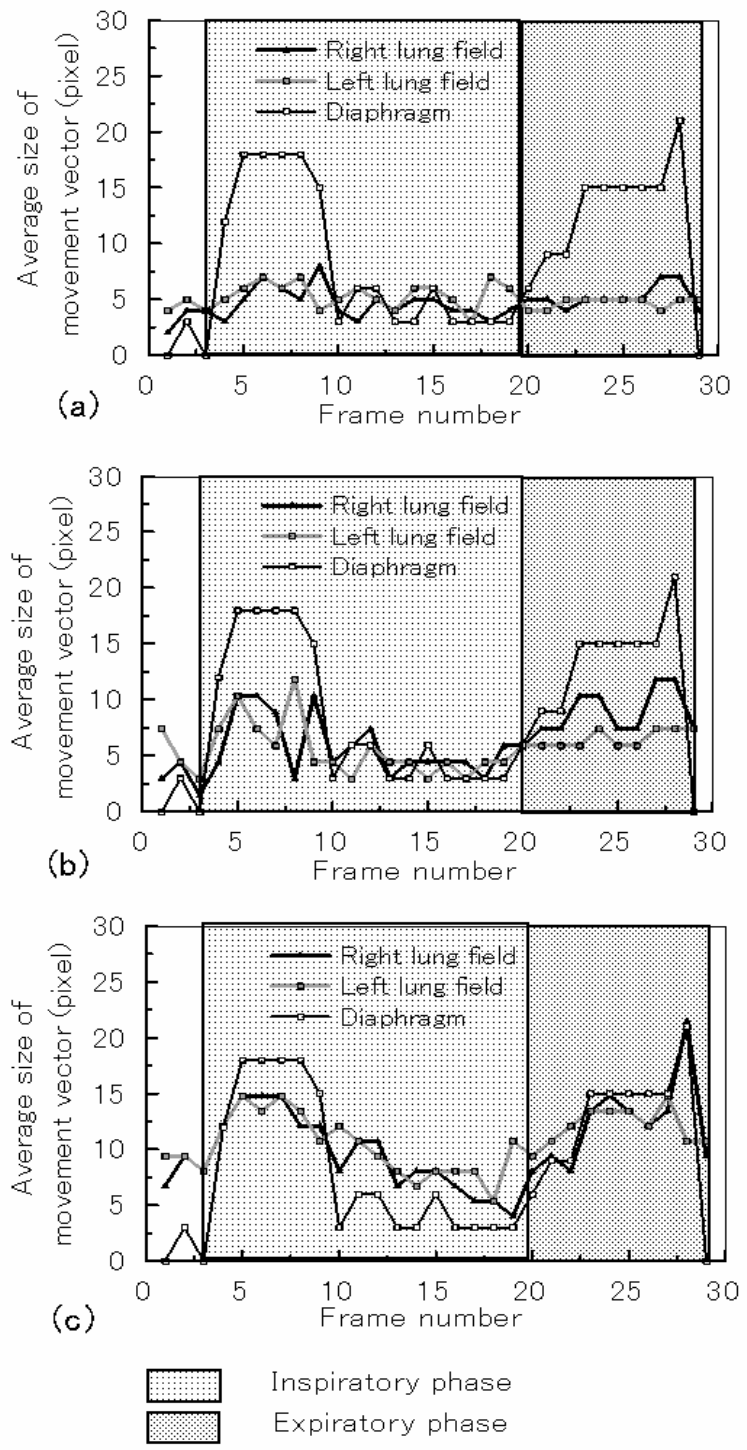 30
25
20
15
10
5
0
Average size of
movement vector (pixel)
Right lung field
Left lung field
Diaphragm
0 5 10 15 20 25 30
Frame number
(a)
30
25
20
15
10
5
0
Average size of
movement vector (pixel)
Right lung field
Left lung field
Diaphragm
0 5 10 15 20 25 30
Frame number
(b)
30
25
20
15
10
5
0
Average size of
movement vector (pixel)
Right lung field
Left lung field
Diaphragm
0 5 10 15 20 25 30
Frame number
(c)
Inspiratory phase
Expiratory phase